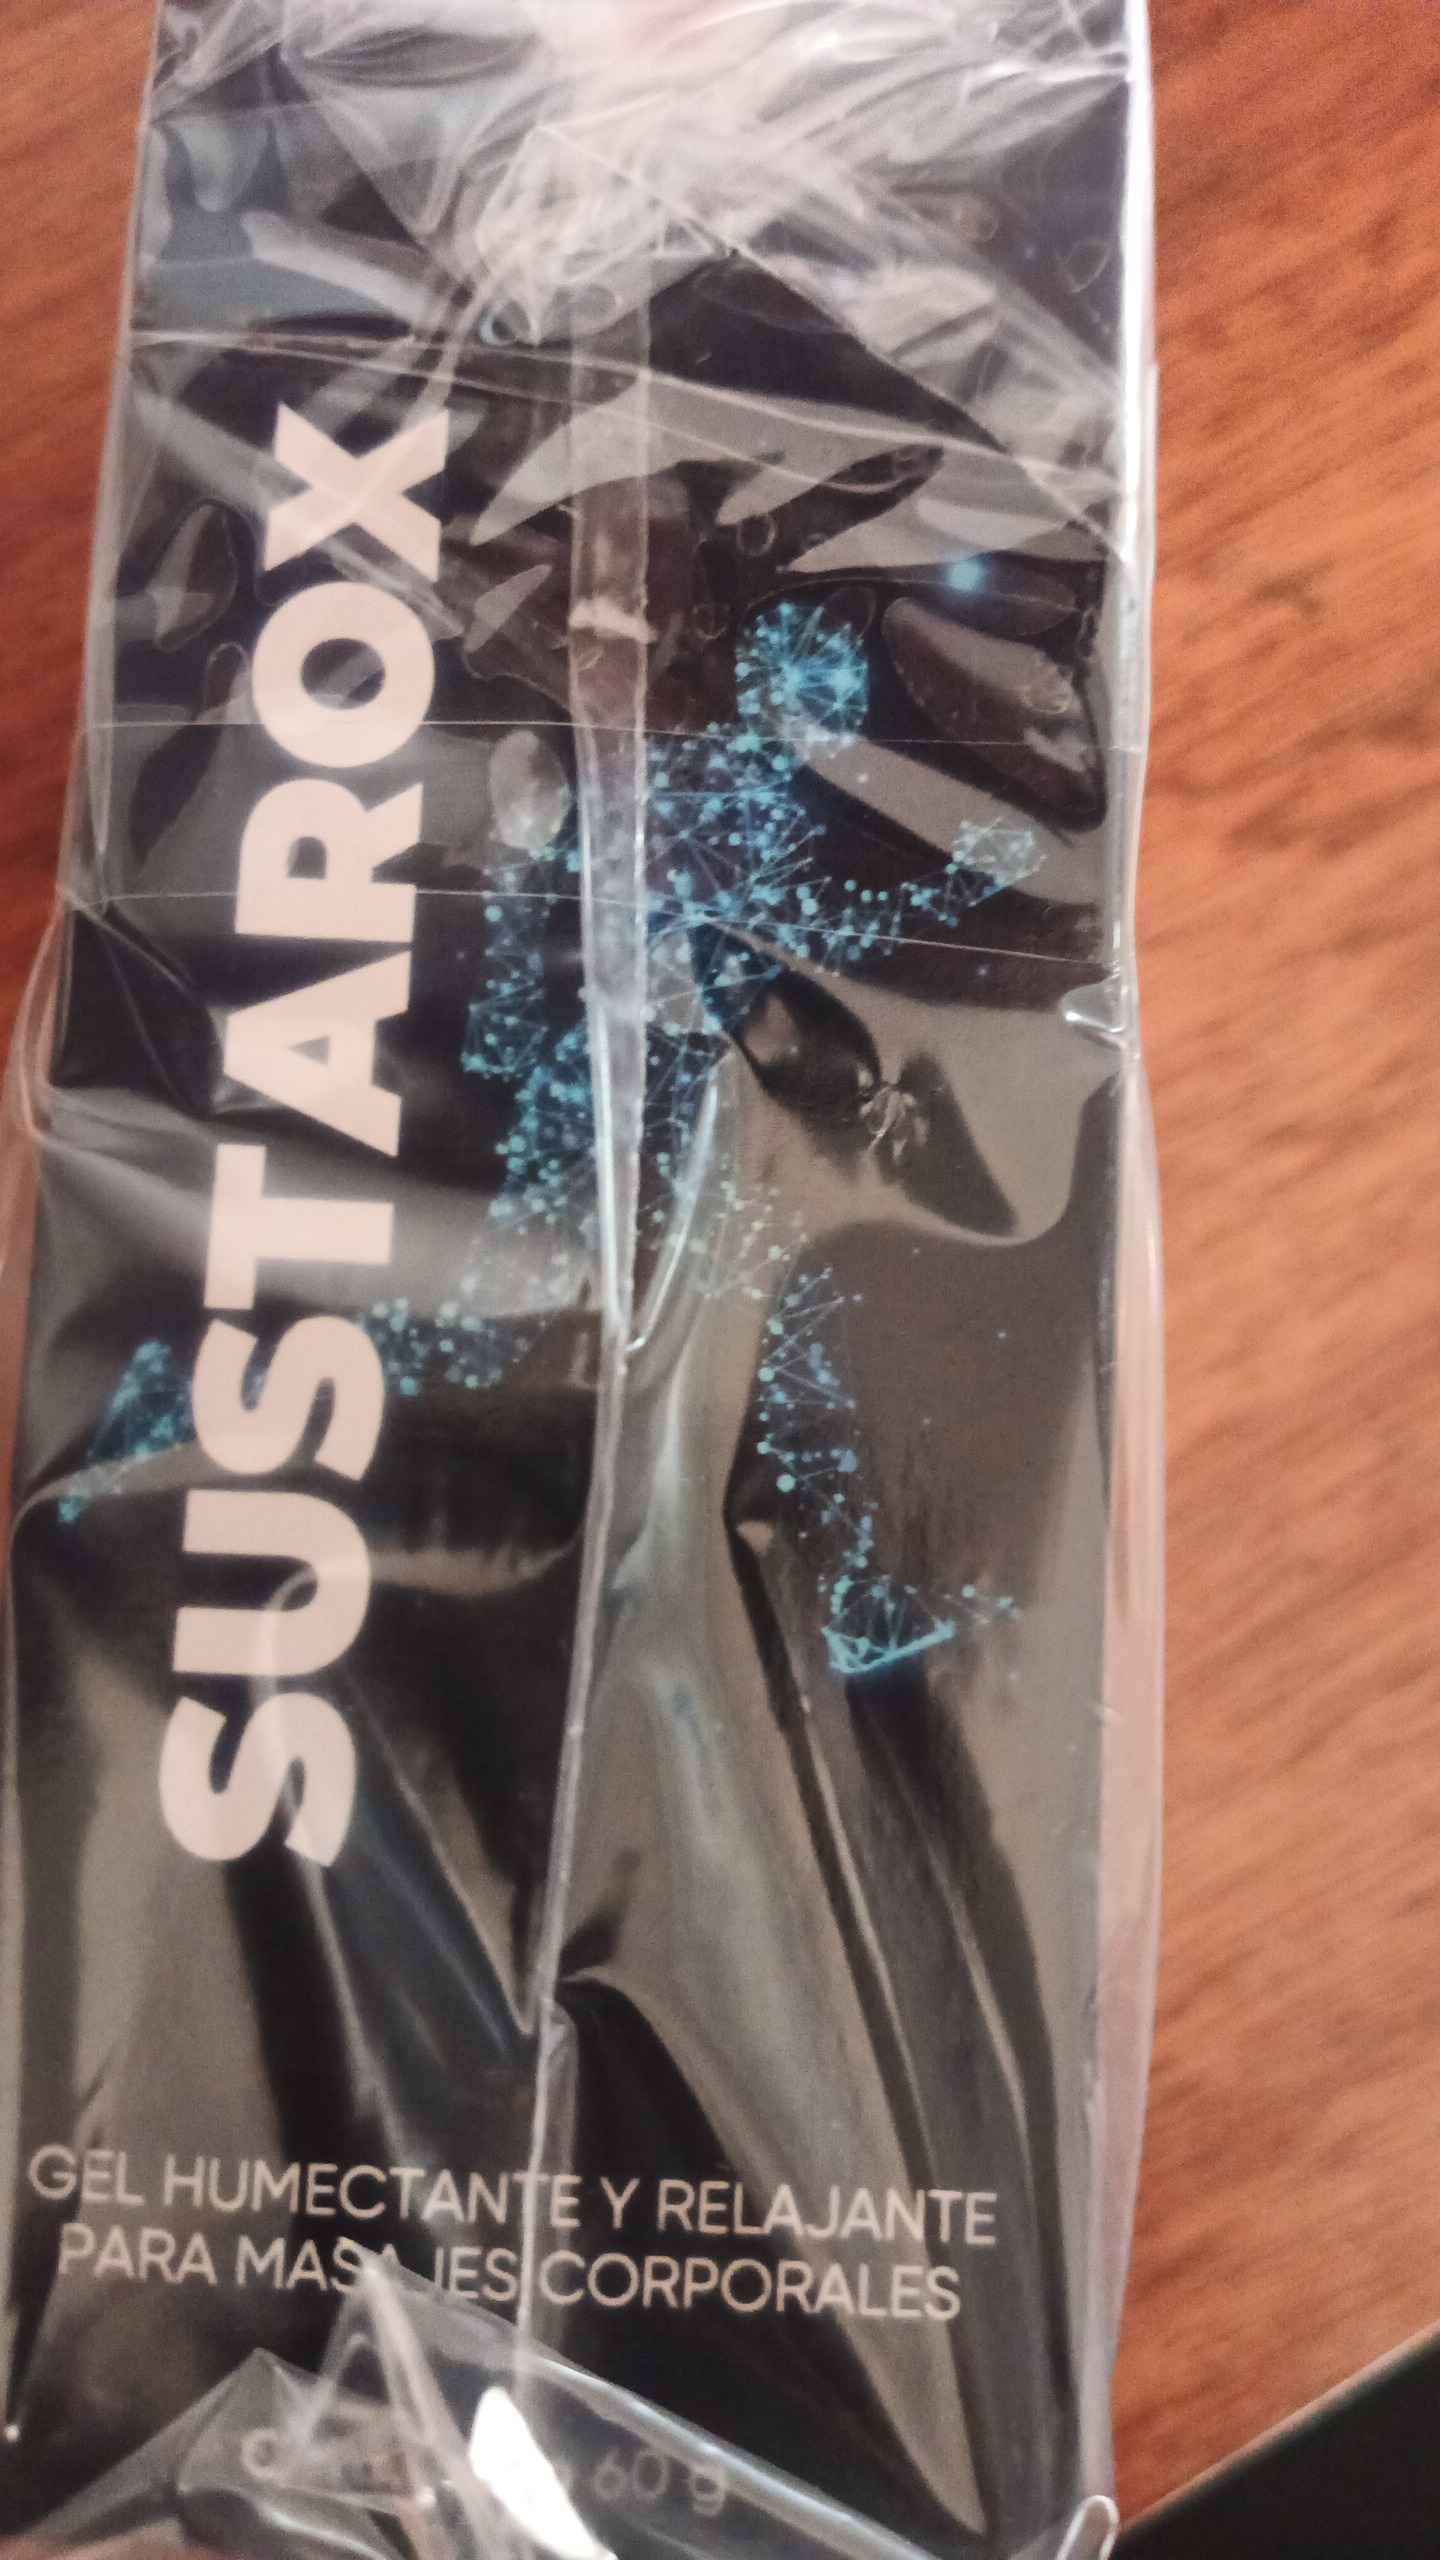 SUSTAROX
GEL HUMECTANTE Y RELAJANTE
PARA MASAJES CORPORALES
60 g